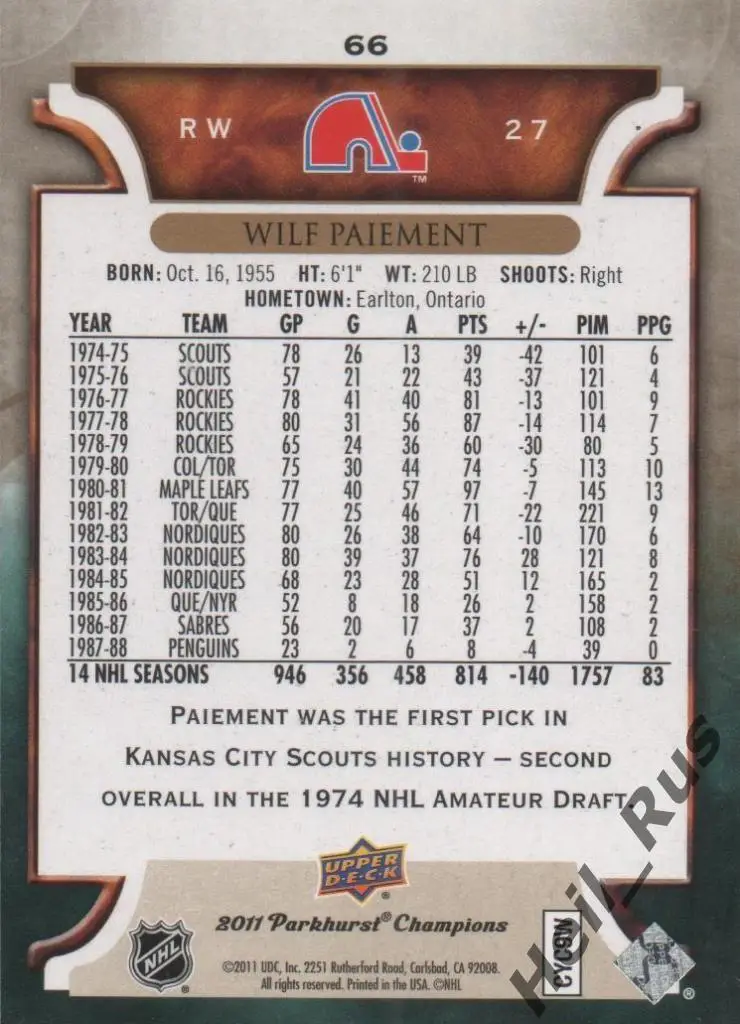 66
RW 27
TM
WILF PAIEMENT
BORN: Oct. 16, 1955 HT: 6'1" WT: 210 LB SHOOTS: Right
HOMETOWN: Earlton, Ontario
YEAR TEAM GP G A PTS +/- PIM PPG
1974-75 SCOUTS 78 26 13 39 -42 101 6
1975-76 SCOUTS 57 21 22 43 -37 121 4
1976-77 ROCKIES 78 41 40 81 -13 101 9
1977-78 ROCKIES 80 31 56 87 -14 114 7
1978-79 ROCKIES 65 24 36 60 -30 80 5
1979-80 COL/TOR 75 30 44 74 -5 113 10
1980-81 MAPLE LEAFS 77 40 57 97 -7 145 13
1981-82 TOR/QUE 77 25 46 71 -22 221 9
1982-83 NORDIQUES 80 26 38 64 -10 170 6
1983-84 NORDIQUES 80 39 37 76 28 121 8
1984-85 NORDIQUES 68 23 28 51 12 165 2
1985-86 QUE/NYR 52 8 18 26 2 158 2
1986-87 SABRES 56 20 17 37 2 108 2
1987-88 PENGUINS 23 2 6 8 -4 39 0
14 NHL SEASONS 946 356 458 814 -140 1757 83
PAIEMENT WAS THE FIRST PICK IN
KANSAS CITY SCOUTS HISTORY – SECOND
OVERALL IN THE 1974 NHL AMATEUR DRAFT.
UPPER
D·E·C·K
®
2011 Parkhurst® Champions
©2011 UDC, Inc. 2251 Rutherford Road, Carlsbad, CA 92008.
All rights reserved. Printed in the USA. ©NHL
NHL
®
CYC9W
®
Heil_Rus